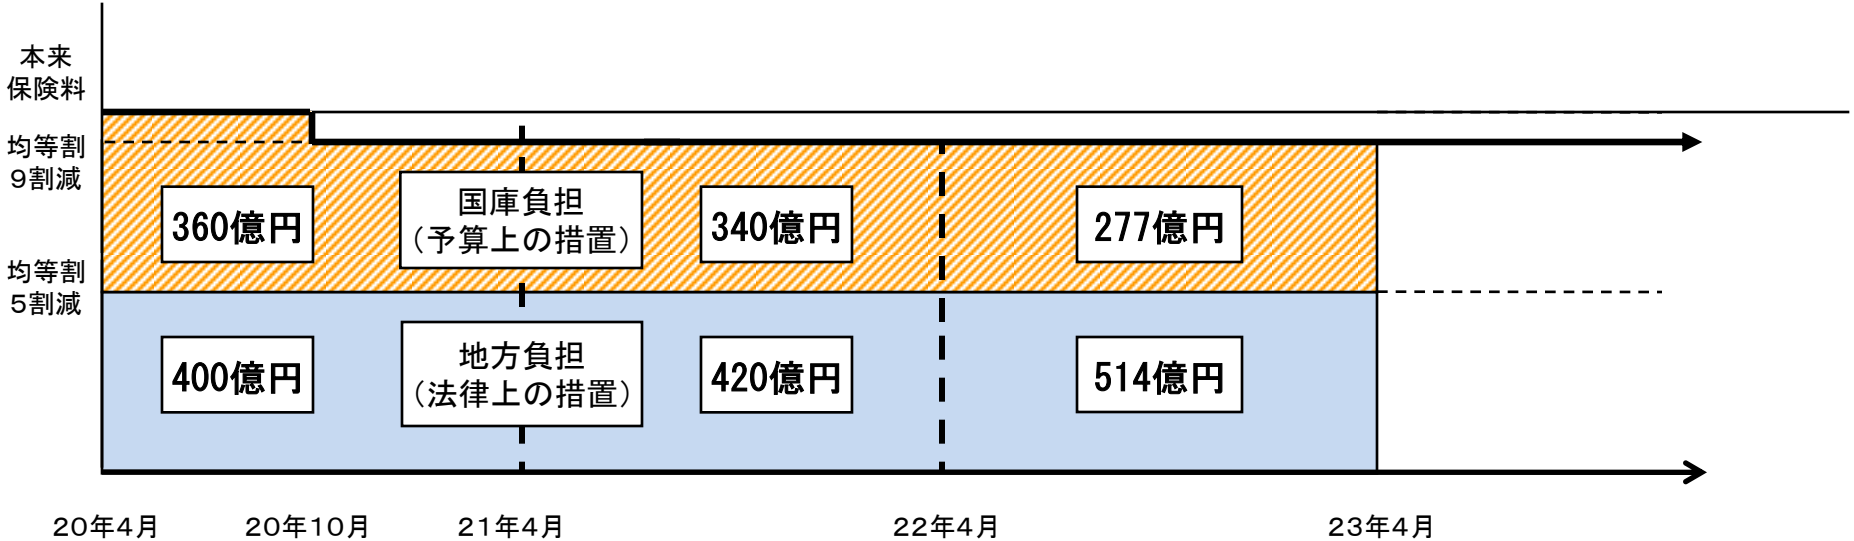 本来
保険料
均等割
９割減
均等割
５割減
360億円
国庫負担
（予算上の措置）
340億円
277億円
400億円
地方負担
（法律上の措置）
420億円
514億円
20年4月
20年10月
21年4月
22年4月
23年4月